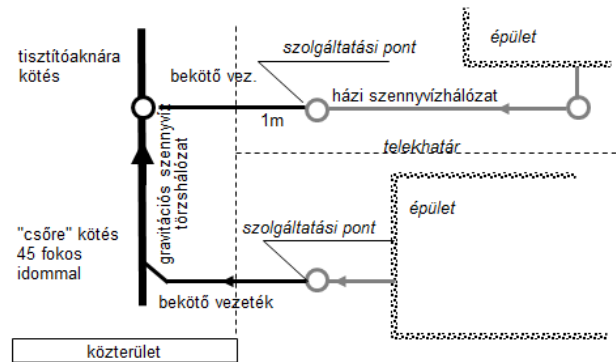 szolgáltatási pont
épület
tisztítóaknára
kötés
bekötő vez.
házi szennyvízhálózat
1m
telekhatár
gravitációs szennyvíz
törzshálózat
épület
"csőre" kötés
45 fokos
idommal
szolgáltatási pont
bekötő vezeték
közterület